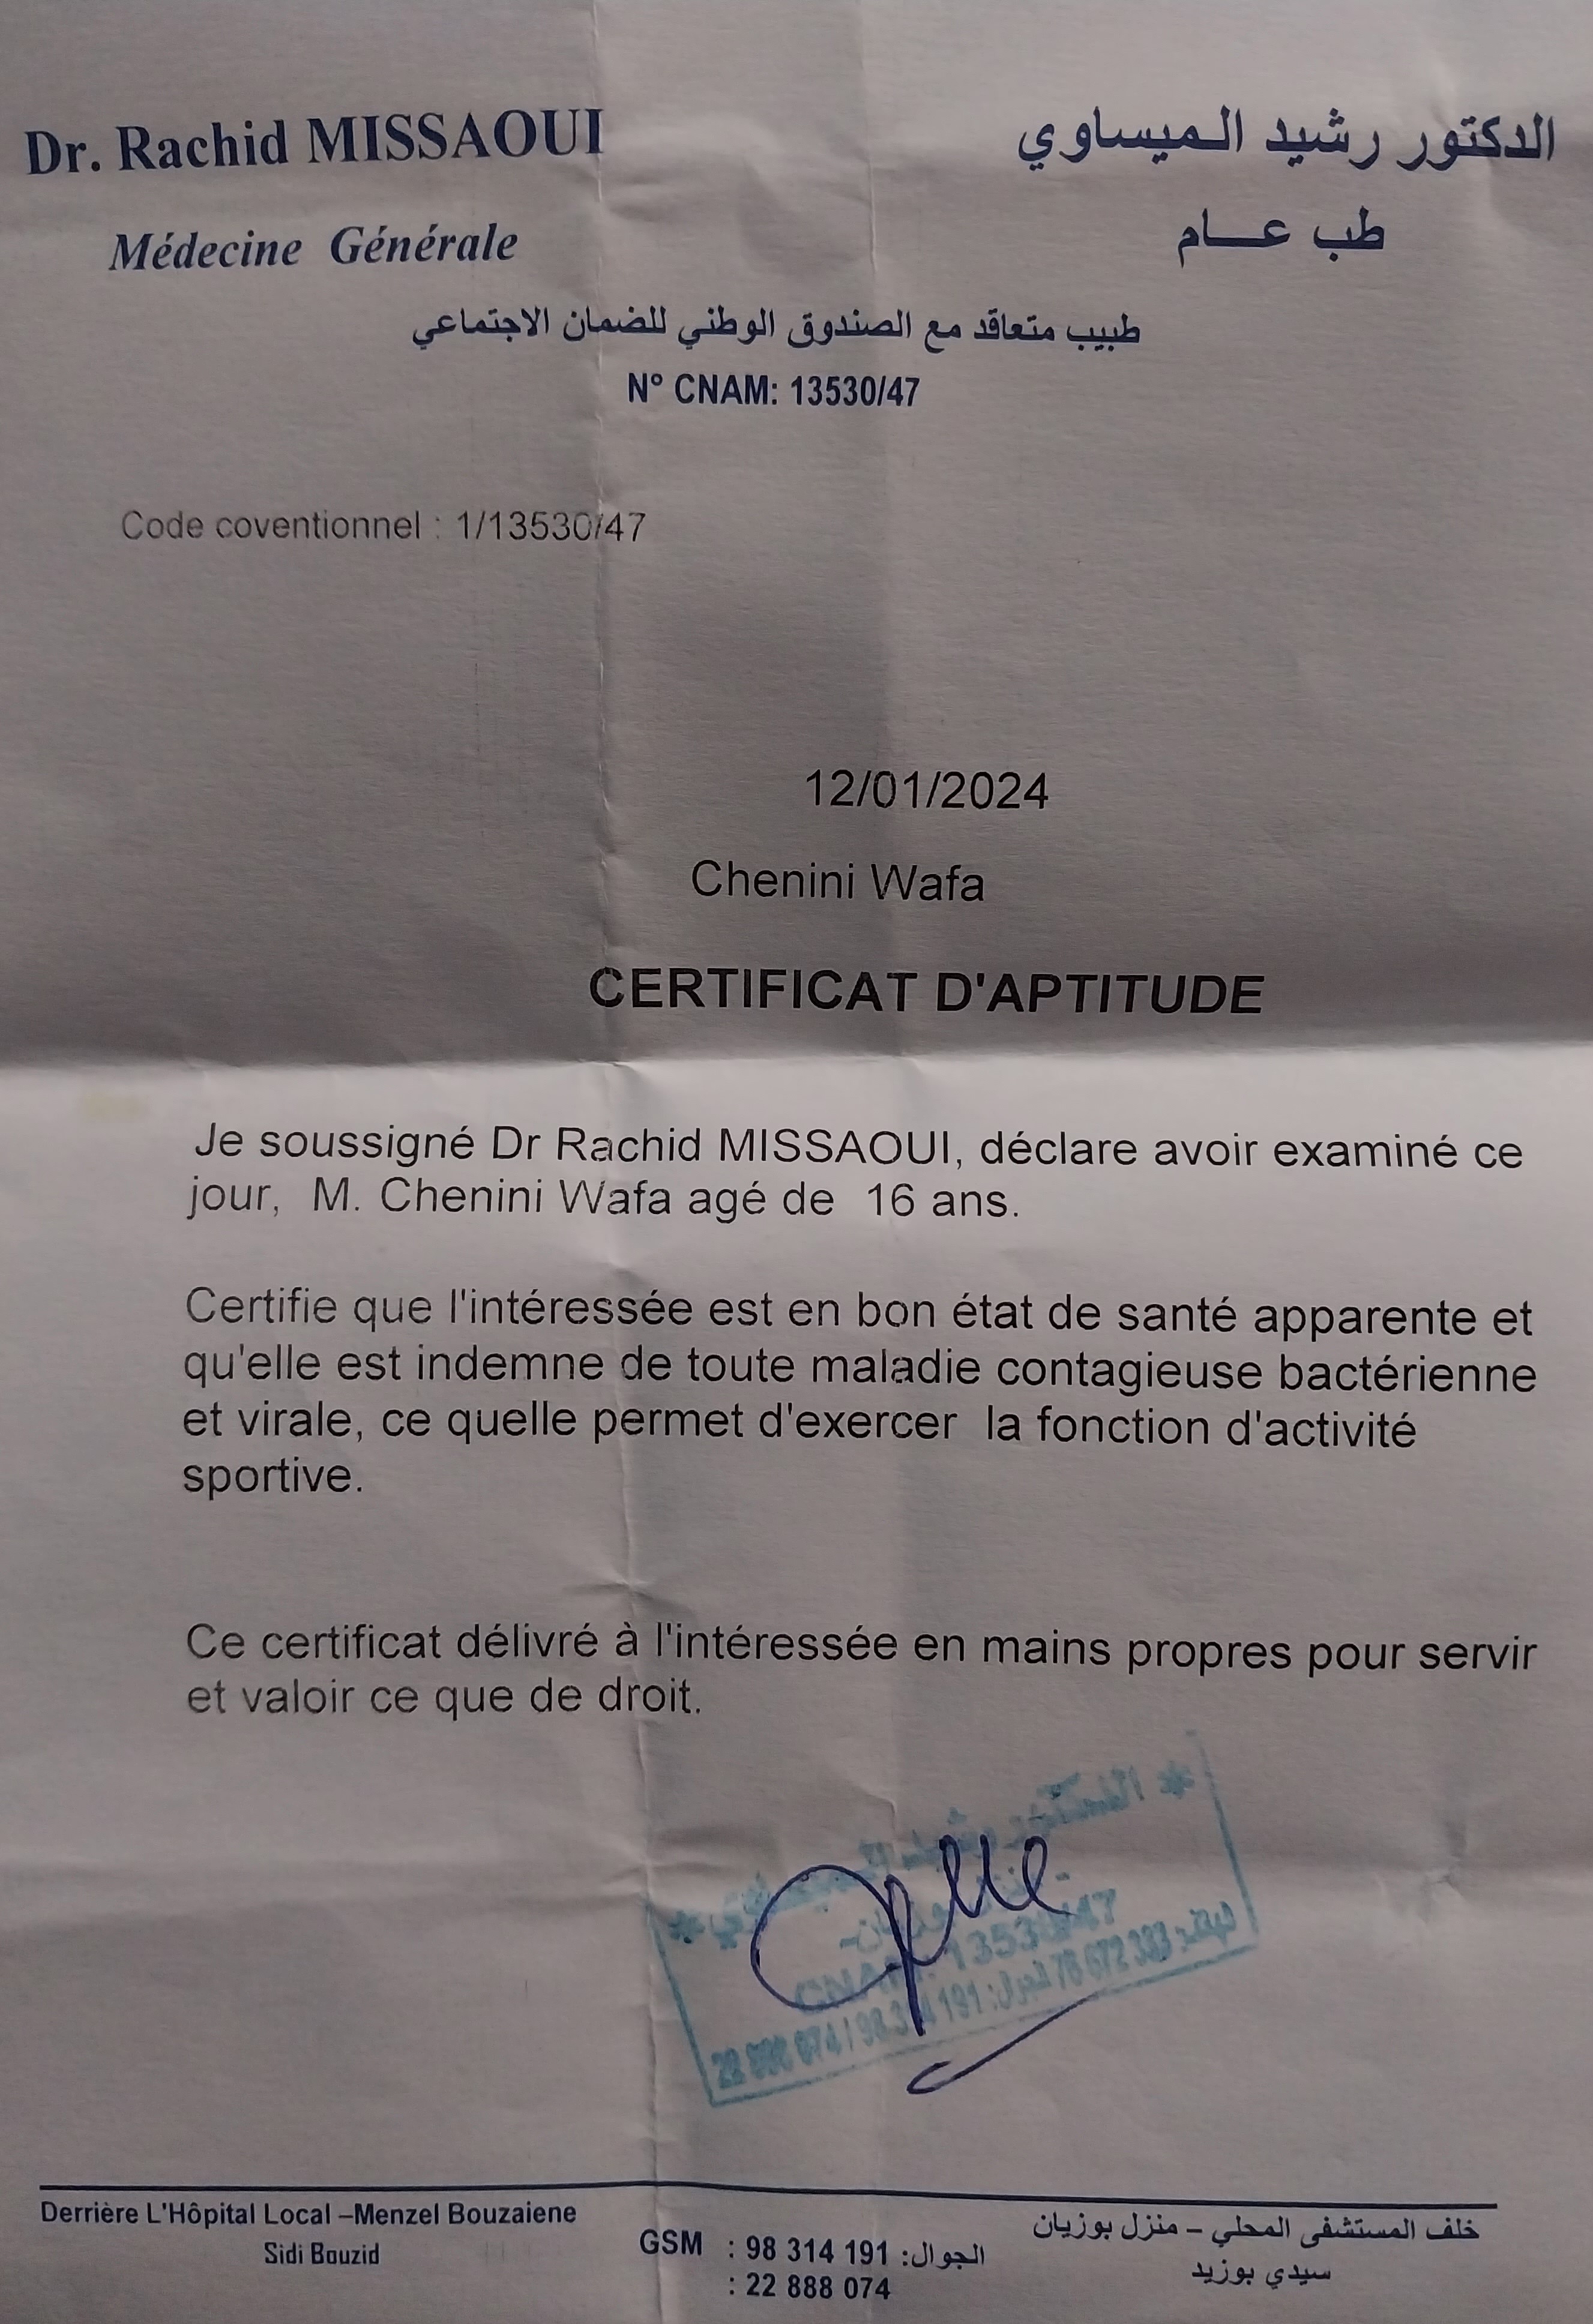 Dr. Rachid MISSAOUI
الدكتور رشيد الميساوي
Médecine Générale
طب عـــام
طبيب متعاقد مع الصندوق الوطني للضمان الاجتماعي
N° CNAM: 13530/47
Code coventionnel : 1/13530/47
12/01/2024
Chenini Wafa
CERTIFICAT D'APTITUDE
Je soussigné Dr Rachid MISSAOUI, déclare avoir examiné ce
jour, M. Chenini Wafa agé de 16 ans.
Certifie que l'intéressée est en bon état de santé apparente et
qu'elle est indemne de toute maladie contagieuse bactérienne
et virale, ce quelle permet d'exercer la fonction d'activité
sportive.
Ce certificat délivré à l'intéressée en mains propres pour servir
et valoir ce que de droit.
Derrière L'Hôpital Local –Menzel Bouzaiene
Sidi Bouzid
GSM : 98 314 191 :الجوال
: 22 888 074
خلف المستشفى المحلي – منزل بوزيان
سيدي بوزيد